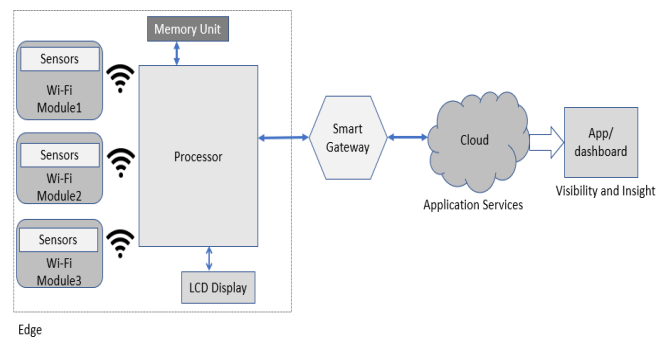 Memory Unit
Sensors
Wi-Fi
Module1
Sensors
Wi-Fi
Module2
Sensors
Wi-Fi
Module3
Processor
LCD Display
Edge
Smart
Gateway
Cloud
Application Services
App/
dashboard
Visibility and Insight